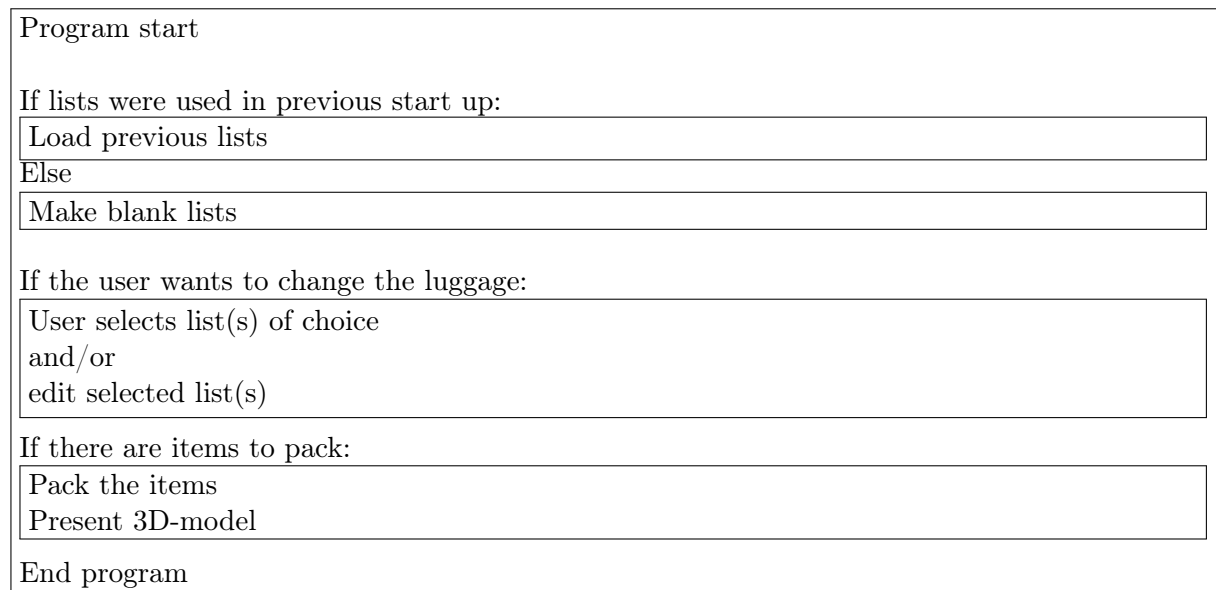 Program start
If lists were used in previous start up:
Load previous lists
Else
Make blank lists
If the user wants to change the luggage:
User selects list(s) of choice
and/or
edit selected list(s)
If there are items to pack:
Pack the items
Present 3D-model
End program